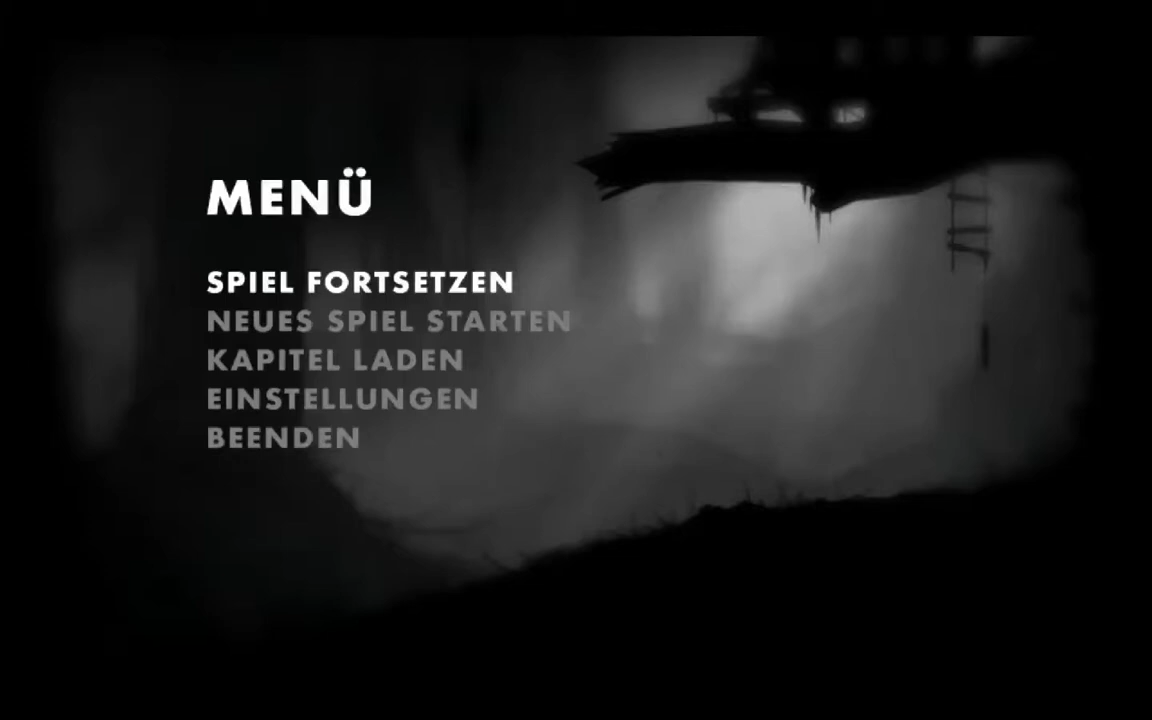 MENÜ
SPIEL FORTSETZEN
NEUES SPIEL STARTEN
KAPITEL LADEN
EINSTELLUNGEN
BEENDEN